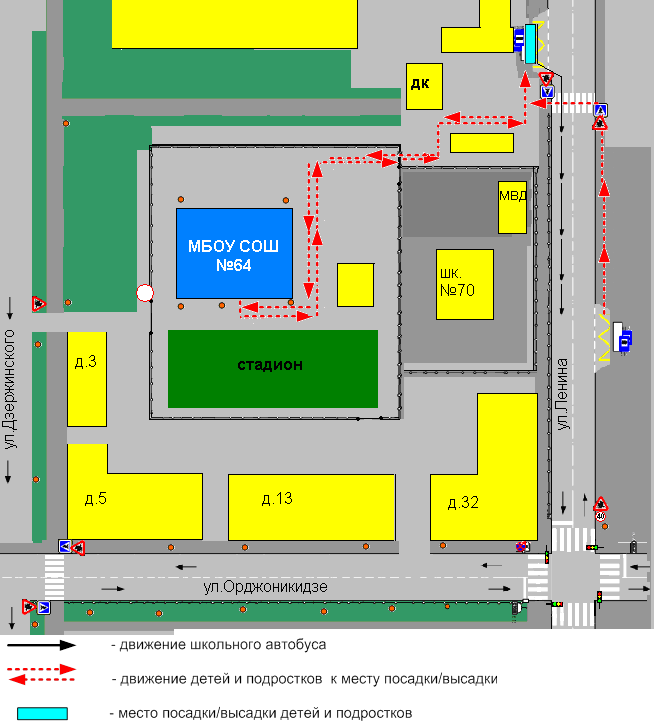 ДК
МВД
МБОУ СОШ
№64
шк.
№70
ул.Дзержинского
д.3
стадион
ул.Ленина
д.5
д.13
д.32
40
ул.Орджоникидзе
- движение школьного автобуса
- движение детей и подростков к месту посадки/высадки
- место посадки/высадки детей и подростков